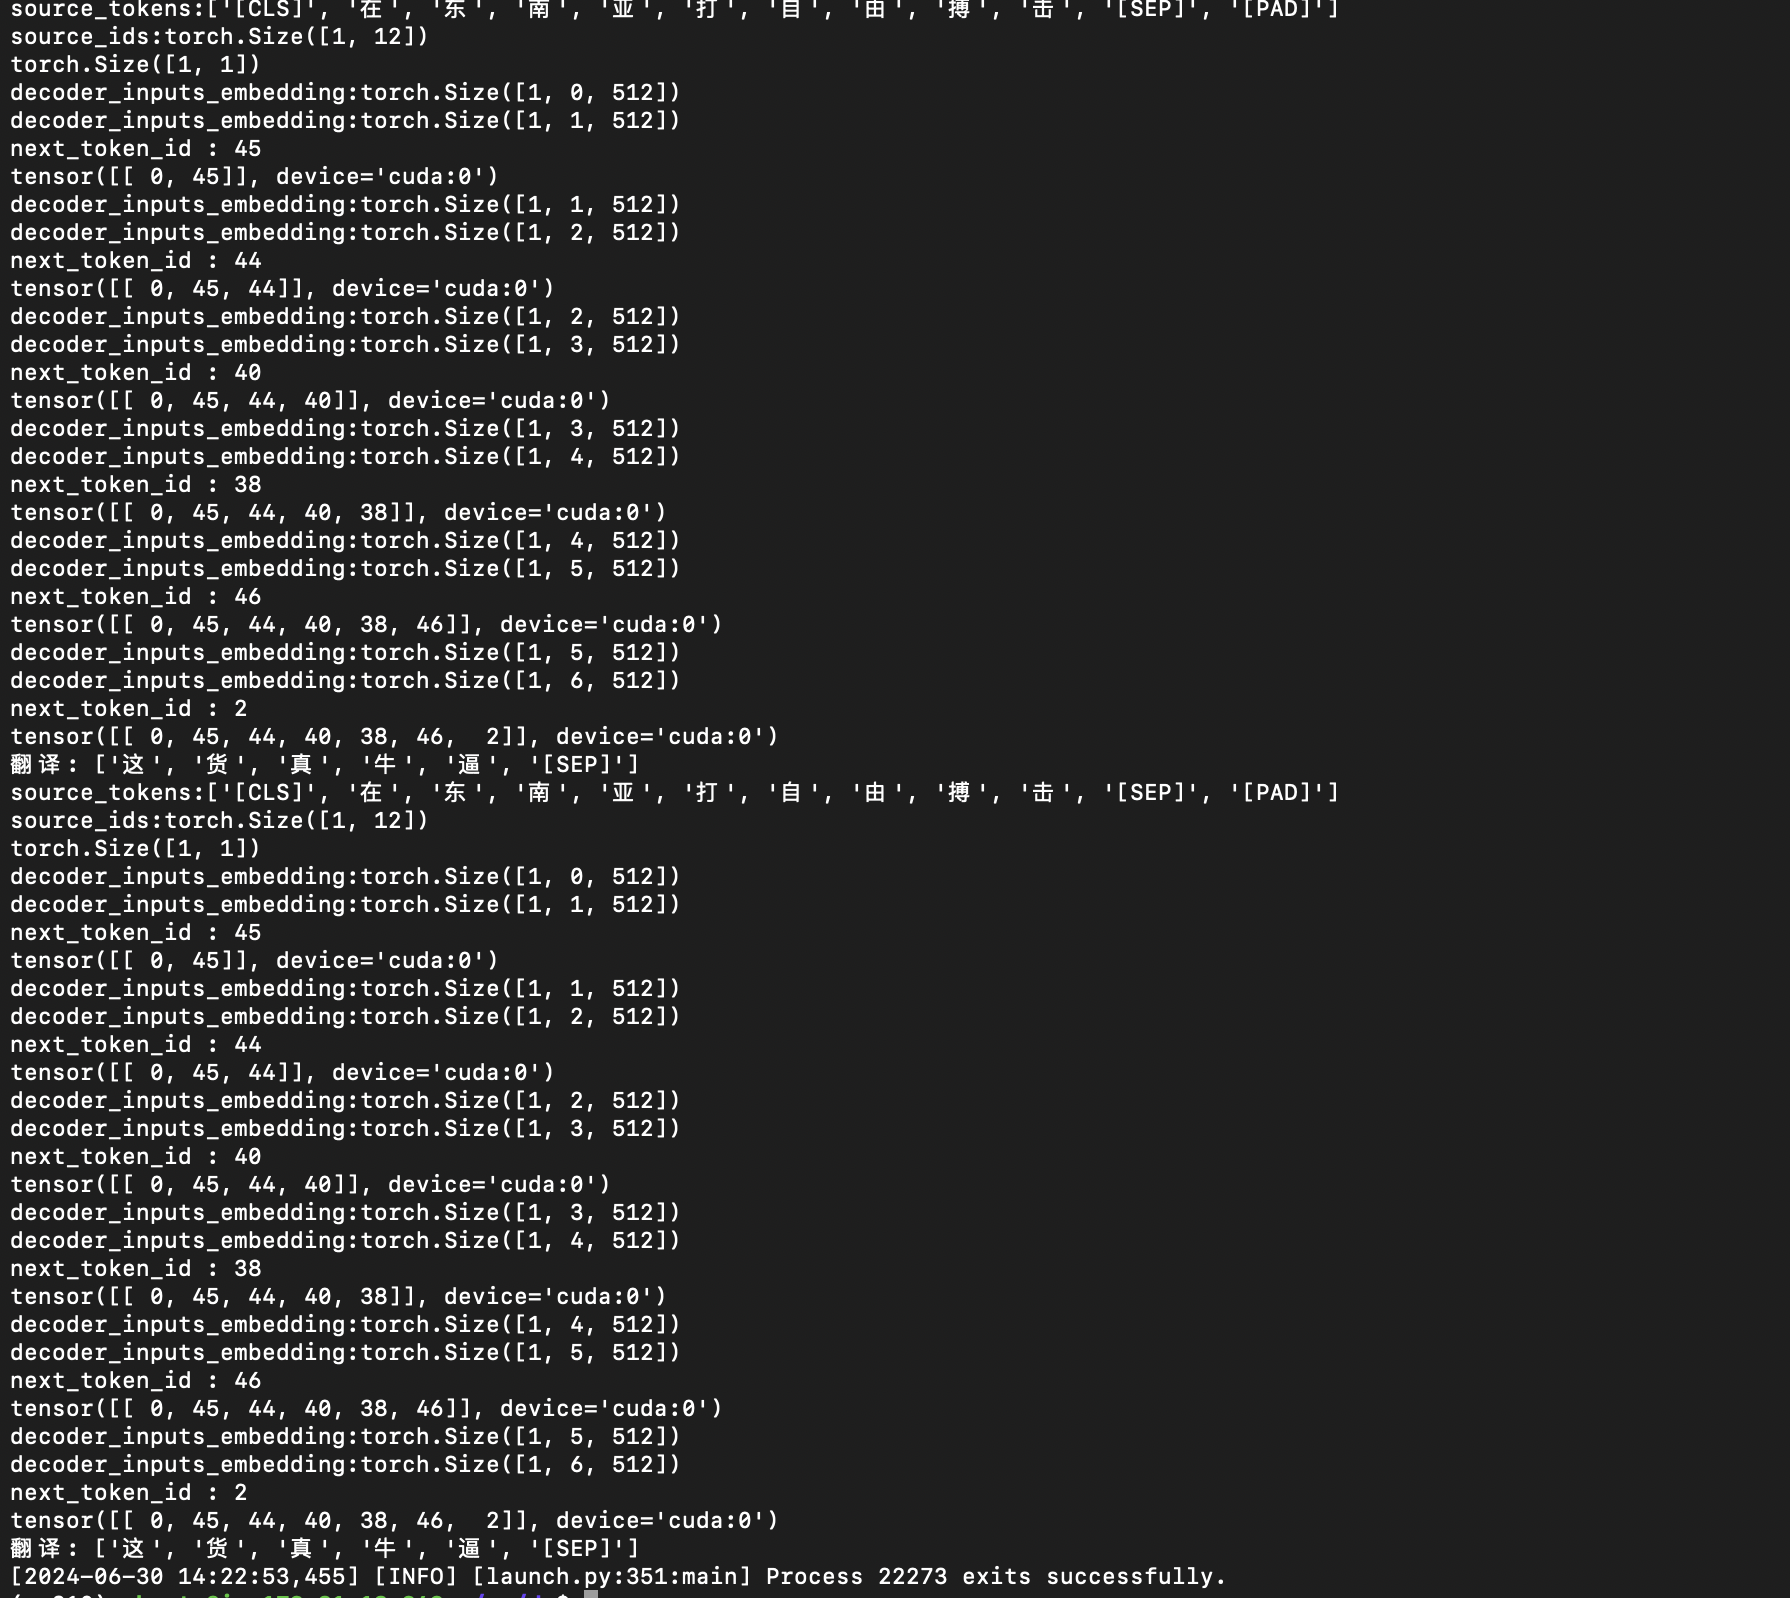 source_tokens:['[CLS]', '在', '东', '南', '亚', '打', '自', '由', '搏', '击', '[SEP]', '[PAD]']
source_ids:torch.Size([1, 12])
torch.Size([1, 1])
decoder_inputs_embedding:torch.Size([1, 0, 512])
decoder_inputs_embedding:torch.Size([1, 1, 512])
next_token_id : 45
tensor([[ 0, 45]], device='cuda:0')
decoder_inputs_embedding:torch.Size([1, 1, 512])
decoder_inputs_embedding:torch.Size([1, 2, 512])
next_token_id : 44
tensor([[ 0, 45, 44]], device='cuda:0')
decoder_inputs_embedding:torch.Size([1, 2, 512])
decoder_inputs_embedding:torch.Size([1, 3, 512])
next_token_id : 40
tensor([[ 0, 45, 44, 40]], device='cuda:0')
decoder_inputs_embedding:torch.Size([1, 3, 512])
decoder_inputs_embedding:torch.Size([1, 4, 512])
next_token_id : 38
tensor([[ 0, 45, 44, 40, 38]], device='cuda:0')
decoder_inputs_embedding:torch.Size([1, 4, 512])
decoder_inputs_embedding:torch.Size([1, 5, 512])
next_token_id : 46
tensor([[ 0, 45, 44, 40, 38, 46]], device='cuda:0')
decoder_inputs_embedding:torch.Size([1, 5, 512])
decoder_inputs_embedding:torch.Size([1, 6, 512])
next_token_id : 2
tensor([[ 0, 45, 44, 40, 38, 46,  2]], device='cuda:0')
翻译: ['这', '货', '真', '牛', '逼', '[SEP]']
source_tokens:['[CLS]', '在', '东', '南', '亚', '打', '自', '由', '搏', '击', '[SEP]', '[PAD]']
source_ids:torch.Size([1, 12])
torch.Size([1, 1])
decoder_inputs_embedding:torch.Size([1, 0, 512])
decoder_inputs_embedding:torch.Size([1, 1, 512])
next_token_id : 45
tensor([[ 0, 45]], device='cuda:0')
decoder_inputs_embedding:torch.Size([1, 1, 512])
decoder_inputs_embedding:torch.Size([1, 2, 512])
next_token_id : 44
tensor([[ 0, 45, 44]], device='cuda:0')
decoder_inputs_embedding:torch.Size([1, 2, 512])
decoder_inputs_embedding:torch.Size([1, 3, 512])
next_token_id : 40
tensor([[ 0, 45, 44, 40]], device='cuda:0')
decoder_inputs_embedding:torch.Size([1, 3, 512])
decoder_inputs_embedding:torch.Size([1, 4, 512])
next_token_id : 38
tensor([[ 0, 45, 44, 40, 38]], device='cuda:0')
decoder_inputs_embedding:torch.Size([1, 4, 512])
decoder_inputs_embedding:torch.Size([1, 5, 512])
next_token_id : 46
tensor([[ 0, 45, 44, 40, 38, 46]], device='cuda:0')
decoder_inputs_embedding:torch.Size([1, 5, 512])
decoder_inputs_embedding:torch.Size([1, 6, 512])
next_token_id : 2
tensor([[ 0, 45, 44, 40, 38, 46,  2]], device='cuda:0')
翻译: ['这', '货', '真', '牛', '逼', '[SEP]']
[2024-06-30 14:22:53,455] [INFO] [launch.py:351:main] Process 22273 exits successfully.